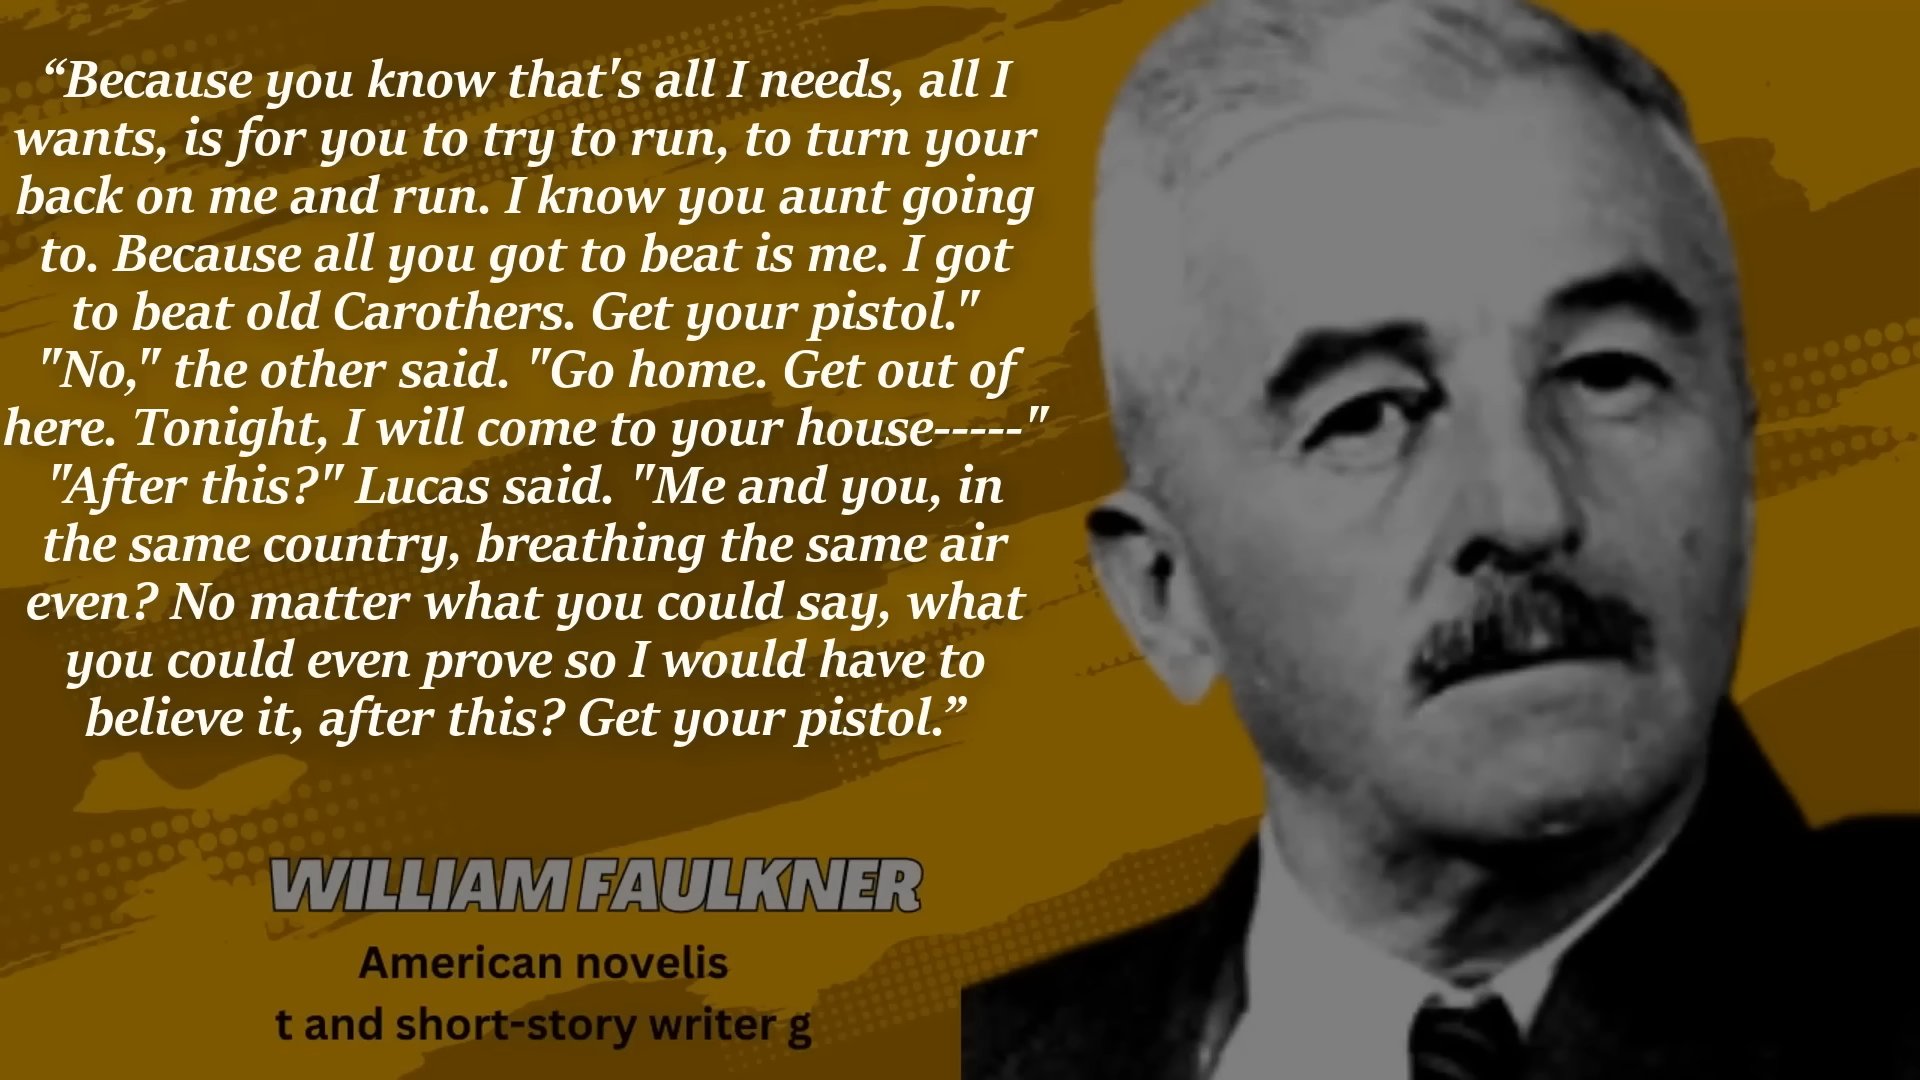 “Because you know that's all I needs, all I
wants, is for you to try to run, to turn your
back on me and run. I know you aunt going
to. Because all you got to beat is me. I got
to beat old Carothers. Get your pistol."
"No," the other said. "Go home. Get out of
here. Tonight, I will come to your house-----"
"After this?" Lucas said. "Me and you, in
the same country, breathing the same air
even? No matter what you could say, what
you could even prove so I would have to
believe it, after this? Get your pistol.”
WILLIAM FAULKNER
American novelis
t and short-story writer g